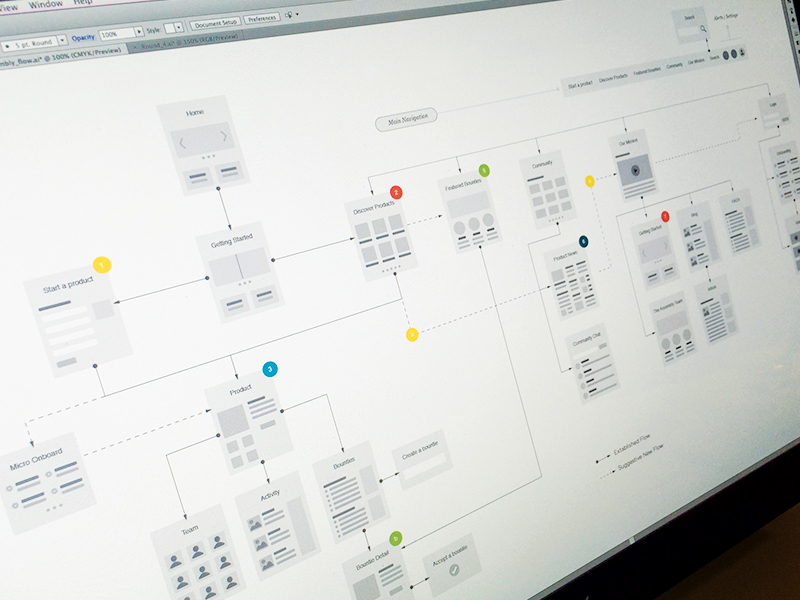 View Window Help
5 pt. Round Opacity: 100% Style: Document Setup Preferences
mbly_flow.ai* @ 100% (CMYK/Preview)
Round_4.ai* @ 100% (RGB/Preview)
Search
Alerts / Settings
Main Navigation
Start a product Discover Products Featured Bounties Community Our Mission Search
Home
Login
Our Mission
Community
5
Featured Bounties
2
Discover Products
Getting Started
7
Getting Started
Blog
FAQs
Onboarding
6
Product News
1
Start a product
The Assembly Team
Article
Community Chat
3
Product
Micro Onboard
Bounties
Create a bountie
Activity
Team
Established Flow
Suggestive New Flow
Bountie Detail
Accept a bountie